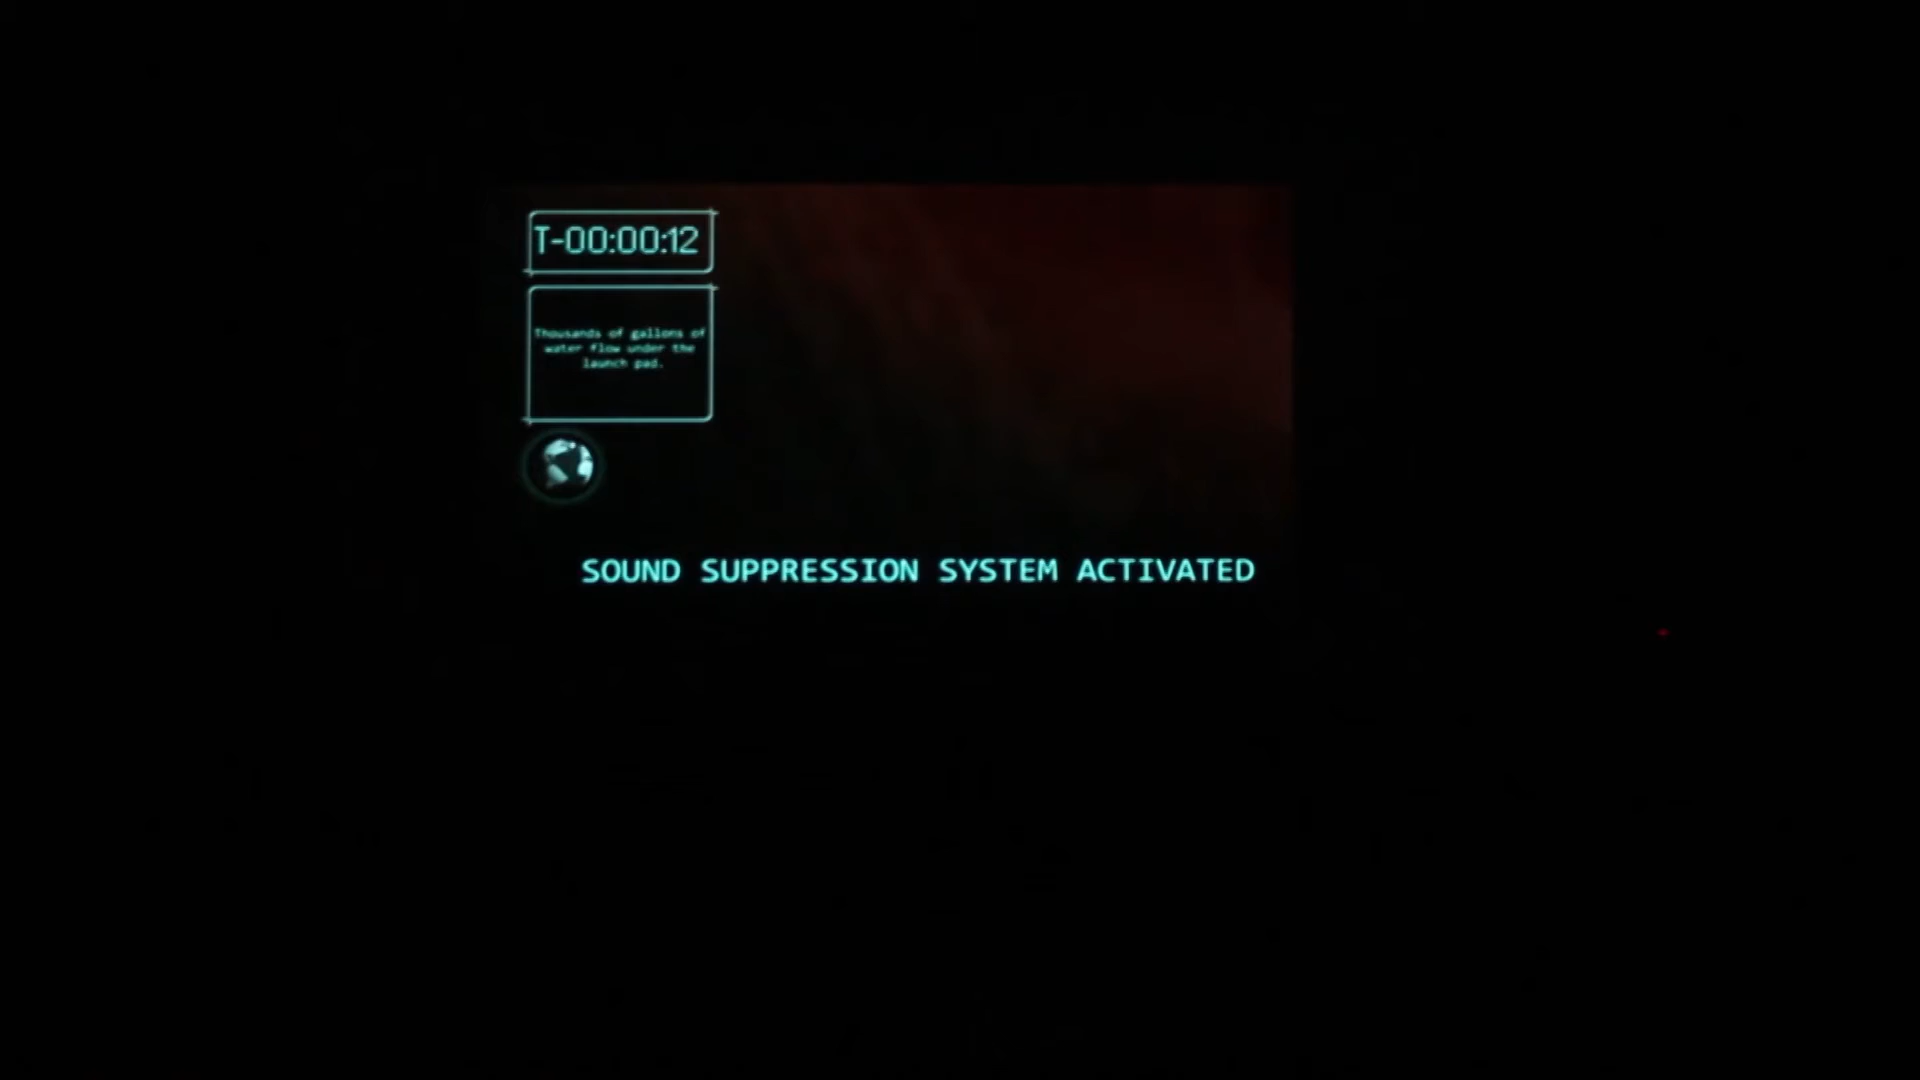 T-00:00:12
Thousands of gallons of
water flow under the
launch pad.
SOUND SUPPRESSION SYSTEM ACTIVATED